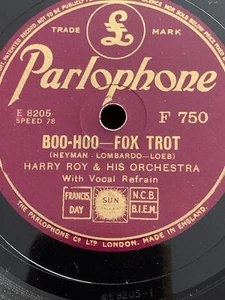 TRADE MARK
£
Parlophone
E 8205
SPEED 78
F 750
BOO-HOO—FOX TROT
(HEYMAN - LOMBARDO-LOEB)
HARRY ROY & HIS ORCHESTRA
With Vocal Refrain
FRANCIS DAY
SUN
N.C.B.
B.I.E.M.
THE PARLOPHONE Co LTD LONDON. MADE IN ENGLAND.